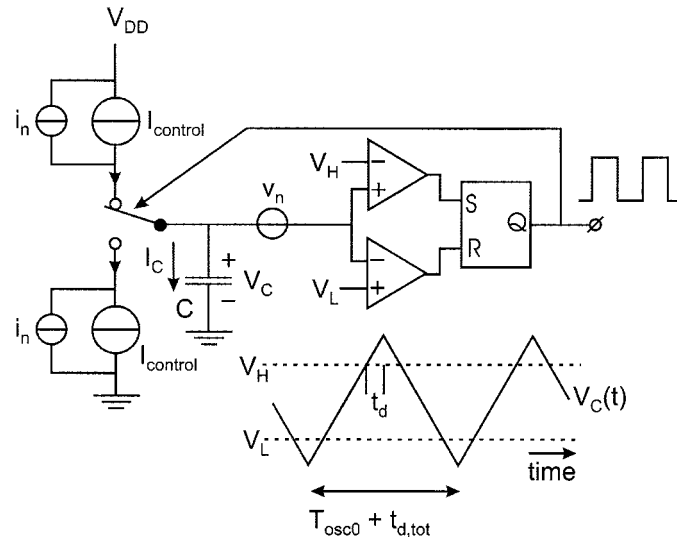 V_DD
i_n
I_control
V_H
−
+
S
Q
R
v_n
I_C
C
+
V_C
−
−
V_L
+
i_n
I_control
V_H
t_d
V_C(t)
V_L
time
T_osc0 + t_d,tot